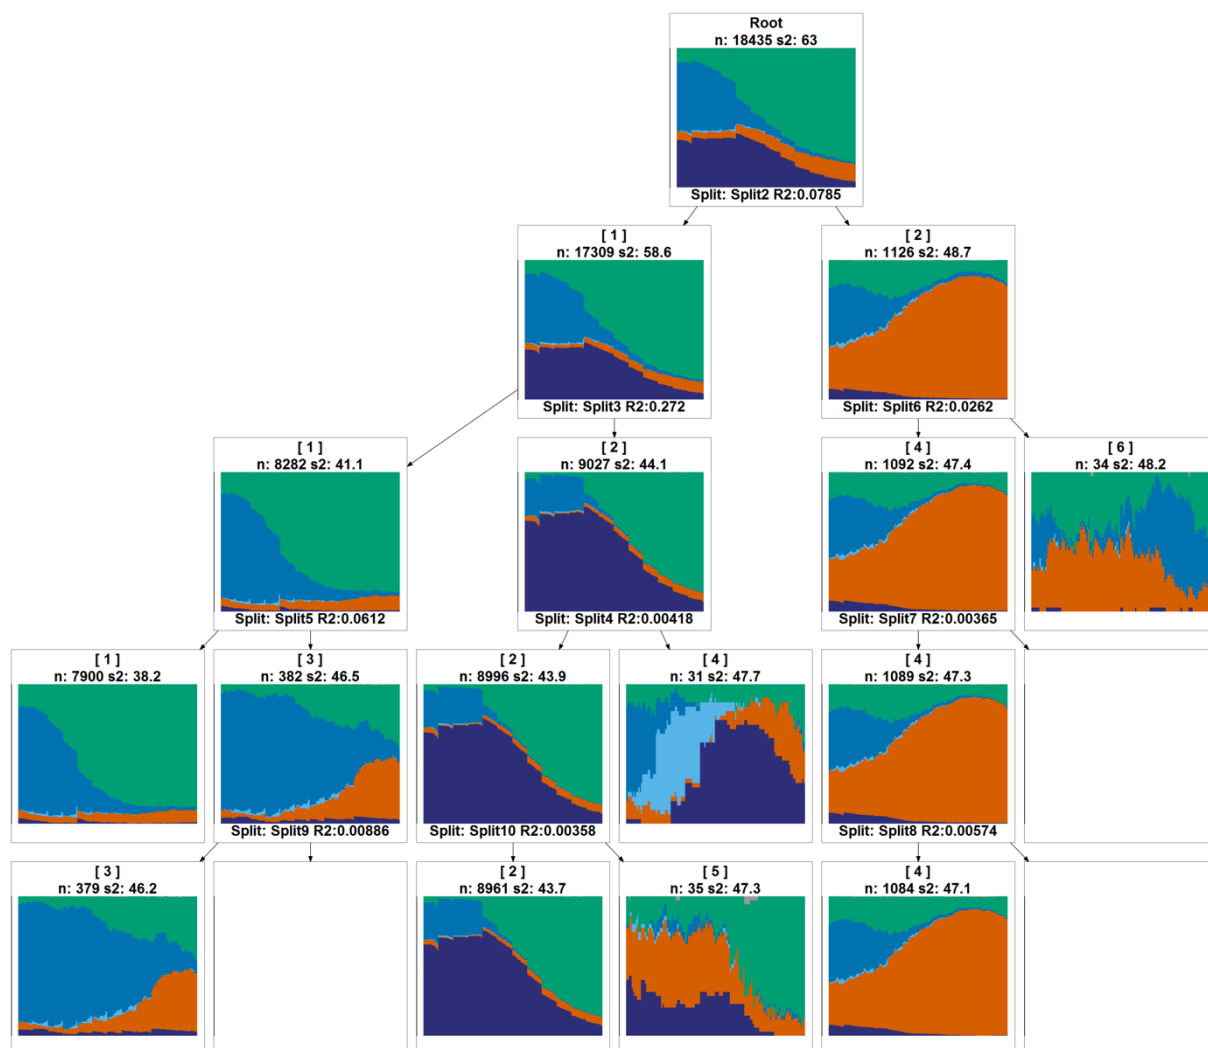 Root
n: 18435 s2: 63
Split: Split2 R2:0.0785
[ 1 ]
n: 17309 s2: 58.6
Split: Split3 R2:0.272
[ 2 ]
n: 1126 s2: 48.7
Split: Split6 R2:0.0262
[ 1 ]
n: 8282 s2: 41.1
Split: Split5 R2:0.0612
[ 2 ]
n: 9027 s2: 44.1
Split: Split4 R2:0.00418
[ 4 ]
n: 1092 s2: 47.4
Split: Split7 R2:0.00365
[ 6 ]
n: 34 s2: 48.2
[ 1 ]
n: 7900 s2: 38.2
[ 3 ]
n: 382 s2: 46.5
Split: Split9 R2:0.00886
[ 2 ]
n: 8996 s2: 43.9
Split: Split10 R2:0.00358
[ 4 ]
n: 31 s2: 47.7
[ 4 ]
n: 1089 s2: 47.3
Split: Split8 R2:0.00574
[ 3 ]
n: 379 s2: 46.2
[ 2 ]
n: 8961 s2: 43.7
[ 5 ]
n: 35 s2: 47.3
[ 4 ]
n: 1084 s2: 47.1